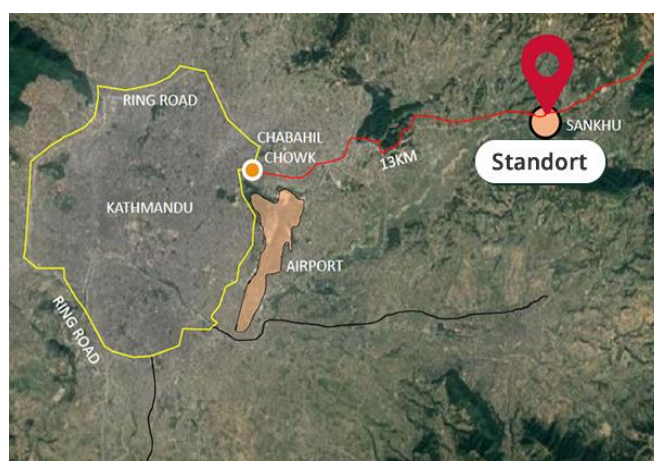 RING ROAD
CHABAHIL
CHOWK
13KM
SANKHU
Standort
KATHMANDU
AIRPORT
RING ROAD